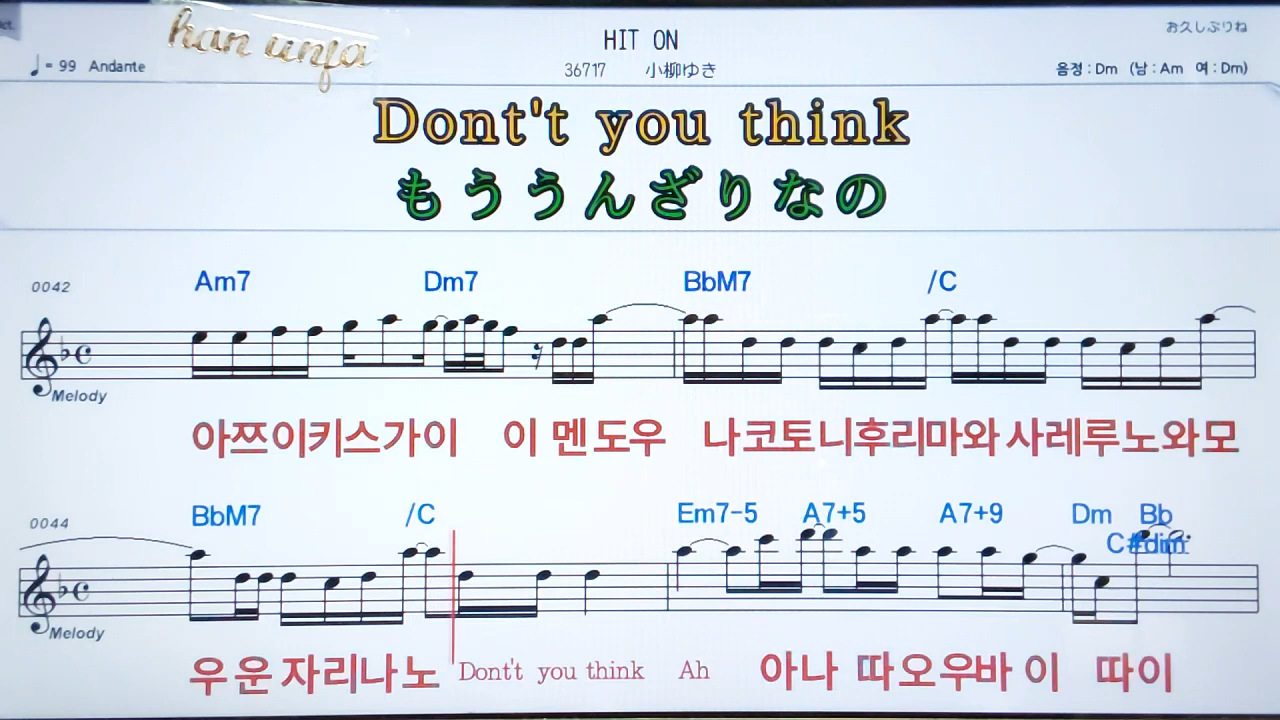 han unja
HIT ON
お久しぶりね
♩= 99 Andante
36717 小柳ゆき
음정 : Dm (남 : Am 여 : Dm)
Dont't you think
もううんざりなの
0042
Am7 Dm7 BbM7 /C
Melody
아쯔이키스가이 이 멘도우 나코토니후리마와 사레루노와모
0044
BbM7 /C Em7-5 A7+5 A7+9 Dm Bb
C#dim
Melody
우운자리나노 Dont't you think Ah 아나 따오우바 이 따이